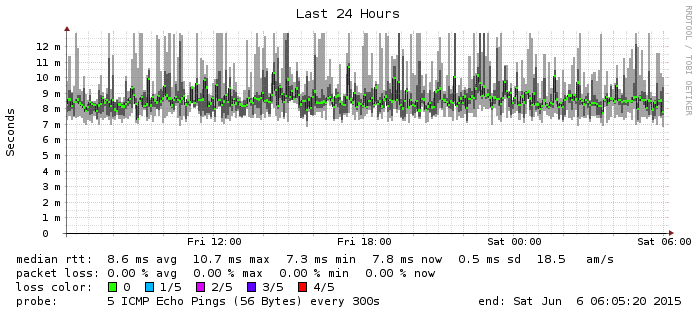 Last 24 Hours
RRDTOOL / TOBI OETIKER
Seconds
12 m
11 m
10 m
9 m
8 m
7 m
6 m
5 m
4 m
3 m
2 m
1 m
0
Fri 12:00 Fri 18:00 Sat 00:00 Sat 06:00
median rtt: 8.6 ms avg 10.7 ms max 7.3 ms min 7.8 ms now 0.5 ms sd 18.5 am/s
packet loss: 0.00 % avg 0.00 % max 0.00 % min 0.00 % now
loss color: 0 1/5 2/5 3/5 4/5
probe: 5 ICMP Echo Pings (56 Bytes) every 300s end: Sat Jun 6 06:05:20 2015